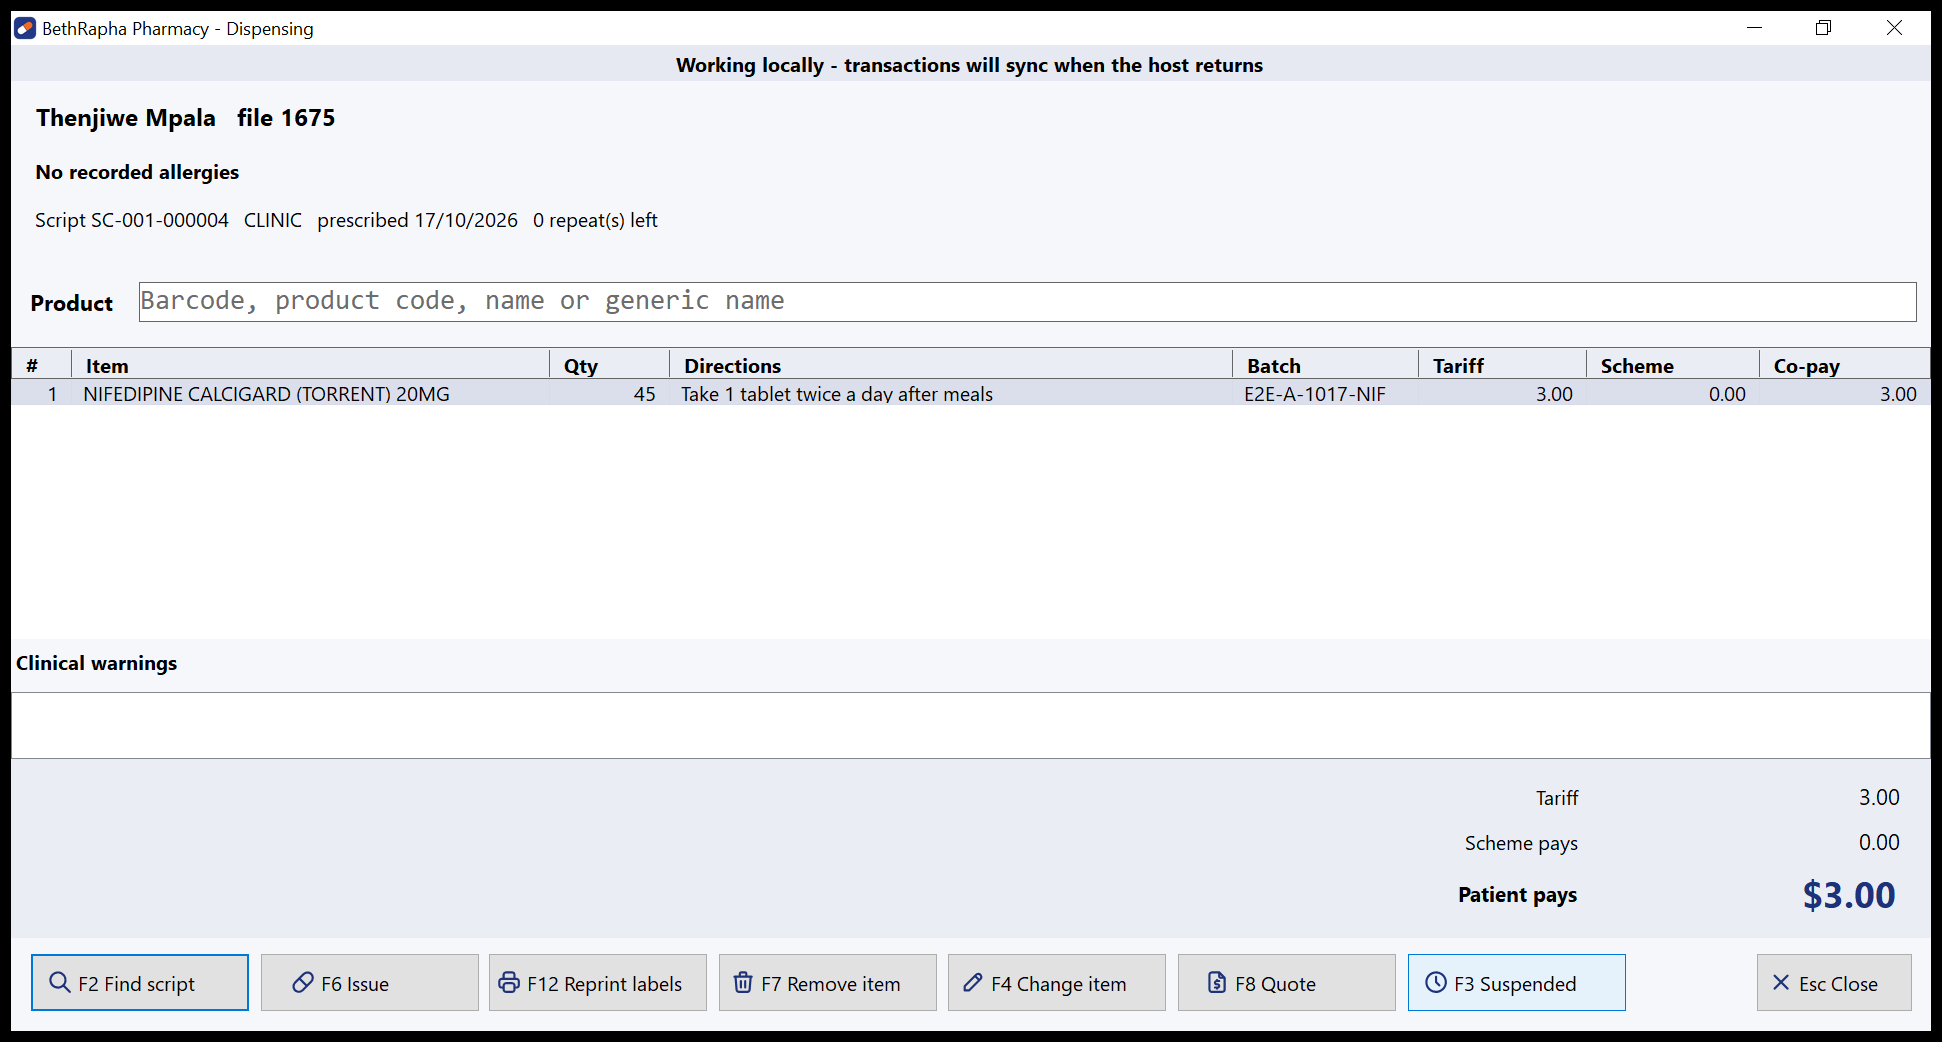 BethRapha Pharmacy - Dispensing
Working locally - transactions will sync when the host returns
Thenjiwe Mpala file 1675
No recorded allergies
Script SC-001-000004 CLINIC prescribed 17/10/2026 0 repeat(s) left
Product Barcode, product code, name or generic name
# Item Qty Directions Batch Tariff Scheme Co-pay
1 NIFEDIPINE CALCIGARD (TORRENT) 20MG 45 Take 1 tablet twice a day after meals E2E-A-1017-NIF 3.00 0.00 3.00
Clinical warnings
Tariff 3.00
Scheme pays 0.00
Patient pays $3.00
F2 Find script F6 Issue F12 Reprint labels F7 Remove item F4 Change item F8 Quote F3 Suspended Esc Close